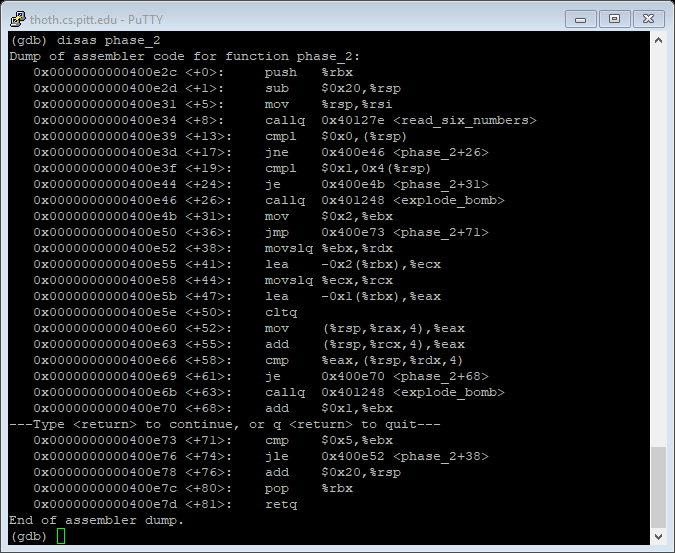 thoth.cs.pitt.edu - PuTTY
(gdb) disas phase_2
Dump of assembler code for function phase_2:
   0x0000000000400e2c <+0>:     push   %rbx
   0x0000000000400e2d <+1>:     sub    $0x20,%rsp
   0x0000000000400e31 <+5>:     mov    %rsp,%rsi
   0x0000000000400e34 <+8>:     callq  0x40127e <read_six_numbers>
   0x0000000000400e39 <+13>:    cmpl   $0x0,(%rsp)
   0x0000000000400e3d <+17>:    jne    0x400e46 <phase_2+26>
   0x0000000000400e3f <+19>:    cmpl   $0x1,0x4(%rsp)
   0x0000000000400e44 <+24>:    je     0x400e4b <phase_2+31>
   0x0000000000400e46 <+26>:    callq  0x401248 <explode_bomb>
   0x0000000000400e4b <+31>:    mov    $0x2,%ebx
   0x0000000000400e50 <+36>:    jmp    0x400e73 <phase_2+71>
   0x0000000000400e52 <+38>:    movslq %ebx,%rdx
   0x0000000000400e55 <+41>:    lea    -0x2(%rbx),%ecx
   0x0000000000400e58 <+44>:    movslq %ecx,%rcx
   0x0000000000400e5b <+47>:    lea    -0x1(%rbx),%eax
   0x0000000000400e5e <+50>:    cltq
   0x0000000000400e60 <+52>:    mov    (%rsp,%rax,4),%eax
   0x0000000000400e63 <+55>:    add    (%rsp,%rcx,4),%eax
   0x0000000000400e66 <+58>:    cmp    %eax,(%rsp,%rdx,4)
   0x0000000000400e69 <+61>:    je     0x400e70 <phase_2+68>
   0x0000000000400e6b <+63>:    callq  0x401248 <explode_bomb>
   0x0000000000400e70 <+68>:    add    $0x1,%ebx
---Type <return> to continue, or q <return> to quit---
   0x0000000000400e73 <+71>:    cmp    $0x5,%ebx
   0x0000000000400e76 <+74>:    jle    0x400e52 <phase_2+38>
   0x0000000000400e78 <+76>:    add    $0x20,%rsp
   0x0000000000400e7c <+80>:    pop    %rbx
   0x0000000000400e7d <+81>:    retq
End of assembler dump.
(gdb)